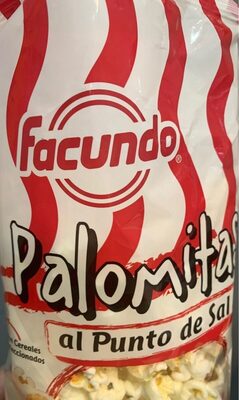 facundo®
Palomitas
al Punto de Sal
Cereales